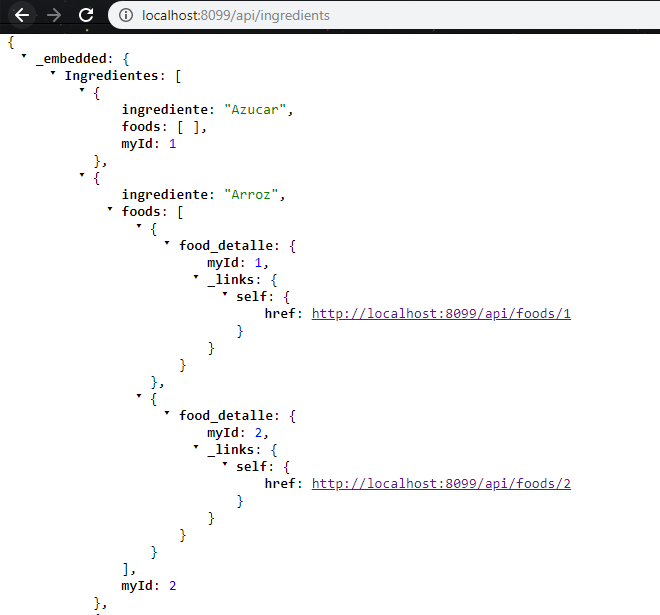 localhost:8099/api/ingredients
{
_embedded: {
Ingredientes: [
{
ingrediente: "Azucar",
foods: [ ],
myId: 1
},
{
ingrediente: "Arroz",
foods: [
{
food_detalle: {
myId: 1,
_links: {
self: {
href: http://localhost:8099/api/foods/1
}
}
}
},
{
food_detalle: {
myId: 2,
_links: {
self: {
href: http://localhost:8099/api/foods/2
}
}
}
}
],
myId: 2
},